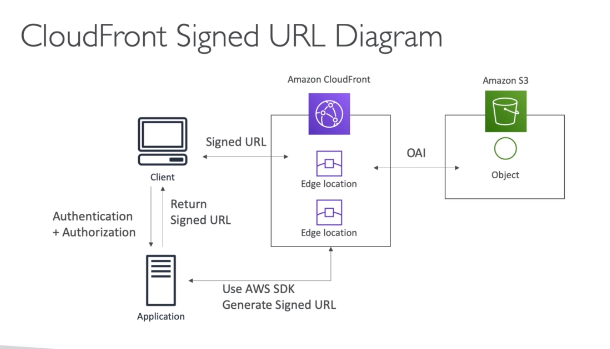 CloudFront Signed URL Diagram
Amazon CloudFront
Amazon S3
Signed URL
OAI
Client
Edge location
Object
Return
Signed URL
Authentication
+ Authorization
Edge location
Use AWS SDK
Generate Signed URL
Application